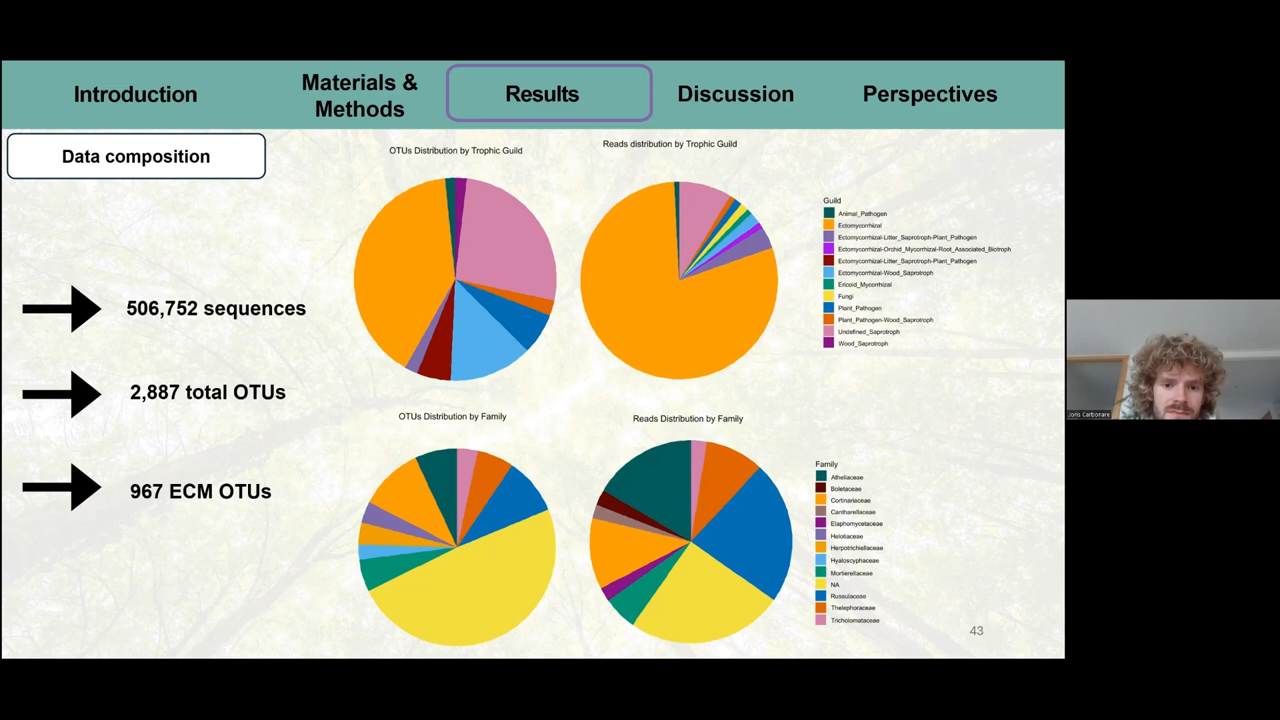 Introduction
Materials &
Methods
Results
Discussion
Perspectives
Data composition
OTUs Distribution by Trophic Guild
Reads distribution by Trophic Guild
Guild
Animal_Pathogen
Ectomycorrhizal
Ectomycorrhizal-Litter_Saprotroph-Plant_Pathogen
Ectomycorrhizal-Orchid_Mycorrhizal-Root_Associated_Biotroph
Ectomycorrhizal-Litter_Saprotroph-Plant_Pathogen
Ectomycorrhizal-Wood_Saprotroph
Ericoid_Mycorrhizal
Fungi
Plant_Pathogen
Plant_Pathogen-Wood_Saprotroph
Undefined_Saprotroph
Wood_Saprotroph
506,752 sequences
2,887 total OTUs
967 ECM OTUs
OTUs Distribution by Family
Reads Distribution by Family
Family
Atheliaceae
Boletaceae
Cortinariaceae
Cantharellaceae
Elaphomycetaceae
Helotiaceae
Herpotrichiellaceae
Hyaloscyphaceae
Mortierellaceae
NA
Russulaceae
Thelephoraceae
Tricholomataceae
43
Joris Carbonare